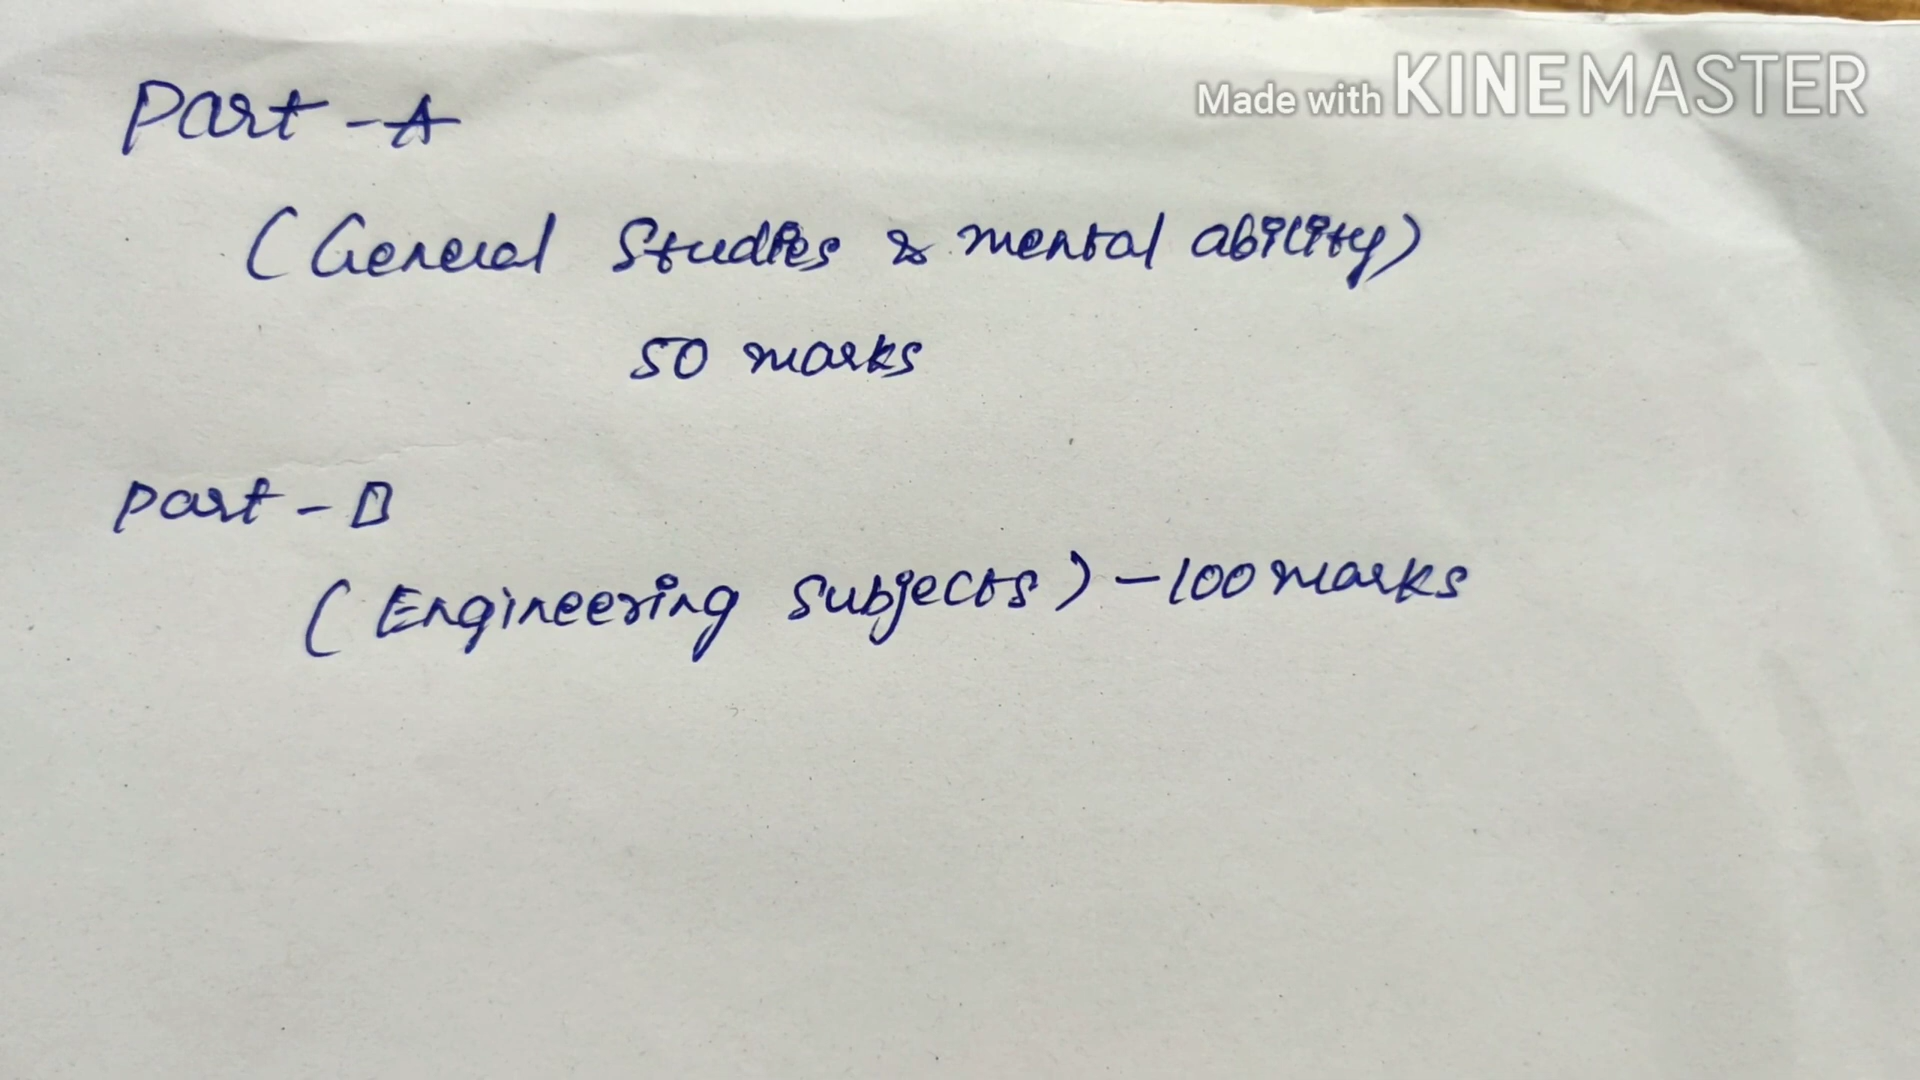 Made with KINEMASTER
Part - A
(General Studies & mental ability)
50 marks
Part - B
(Engineering subjects) - 100 marks